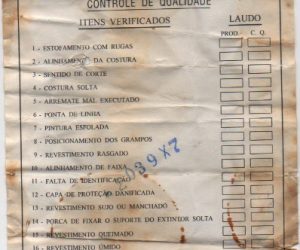 CONTROLE DE QUALIDADE
ITENS VERIFICADOS LAUDO
PROD. C. Q.
1 - ESTOFAMENTO COM RUGAS
2 - ALINHAMENTO DA COSTURA
3 - SENTIDO DE CORTE
4 - COSTURA SOLTA
5 - ARREMATE MAL EXECUTADO
6 - PONTA DE LINHA
7 - PINTURA ESFOLADA
8 - POSICIONAMENTO DOS GRAMPOS
9 - REVESTIMENTO RASGADO
10 - ALINHAMENTO DE FAIXA
11 - FALTA DE IDENTIFICAÇÃO
12 - CAPA DE PROTEÇÃO DANIFICADA
13 - REVESTIMENTO SUJO OU MANCHADO
14 - PORCA DE FIXAR O SUPORTE DO EXTINTOR SOLTA
15 - REVESTIMENTO QUEIMADO
16 - REVESTIMENTO ÚMIDO